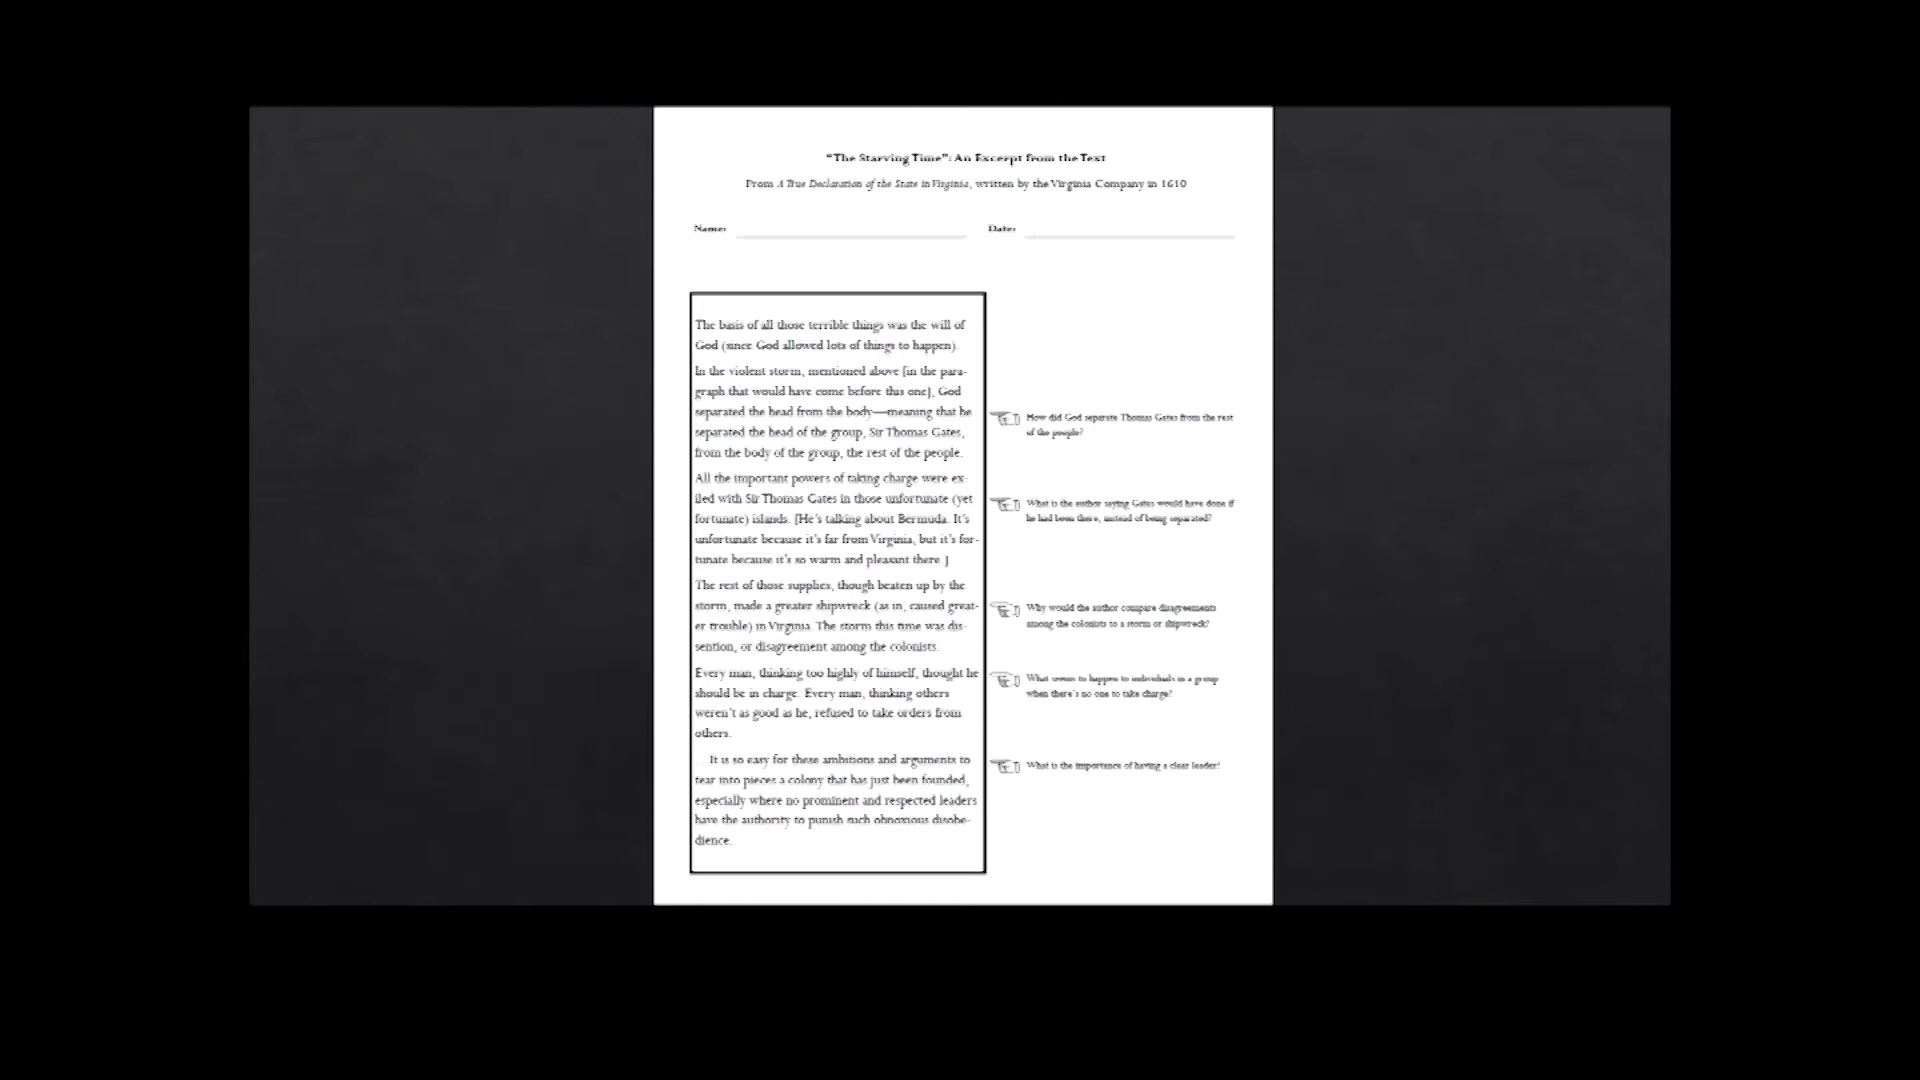 "The Starving Time": An Excerpt from the Text
From A True Declaration of the State in Virginia, written by the Virginia Company in 1610
Name:
Date:
The basis of all those terrible things was the will of
God (since God allowed lots of things to happen).
In the violent storm, mentioned above [in the para-
graph that would have come before this one], God
separated the head from the body—meaning that he
separated the head of the group, Sir Thomas Gates,
from the body of the group, the rest of the people.
All the important powers of taking charge were ex-
iled with Sir Thomas Gates in those unfortunate (yet
fortunate) islands. [He's talking about Bermuda. It's
unfortunate because it's far from Virginia, but it's for-
tunate because it's so warm and pleasant there.]
The rest of those supplies, though beaten up by the
storm, made a greater shipwreck (as in, caused great-
er trouble) in Virginia. The storm this time was dis-
sention, or disagreement among the colonists.
Every man, thinking too highly of himself, thought he
should be in charge. Every man, thinking others
weren't as good as he, refused to take orders from
others.
It is so easy for these ambitions and arguments to
tear into pieces a colony that has just been founded,
especially where no prominent and respected leaders
have the authority to punish such obnoxious disobe-
dience.
How did God separate Thomas Gates from the rest
of the people?
What is the author saying Gates would have done if
he had been there, instead of being separated?
Why would the author compare disagreements
among the colonists to a storm or shipwreck?
What seems to happen to individuals in a group
when there's no one to take charge?
What is the importance of having a clear leader?